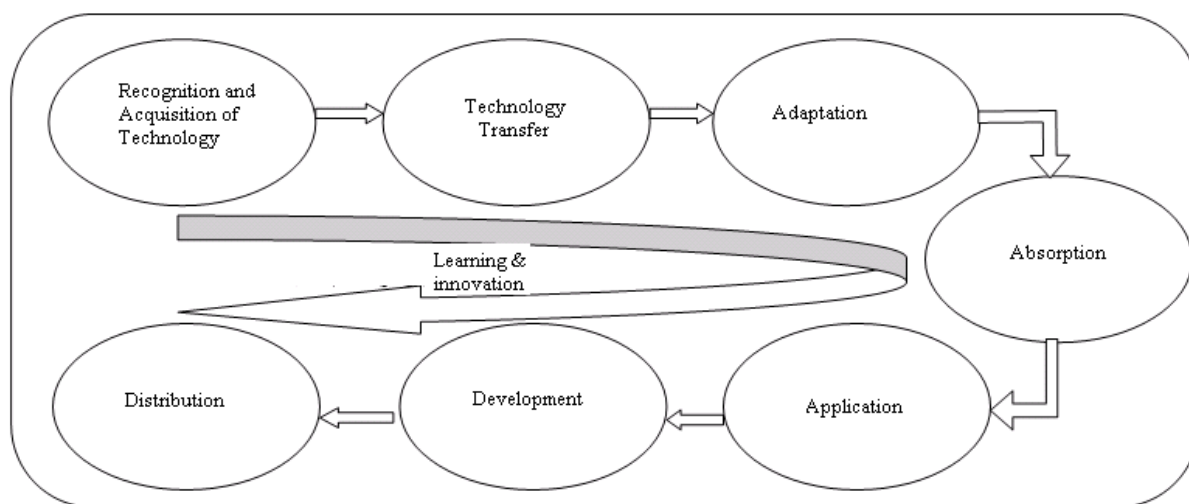 Recognition and
Acquisition of
Technology
Technology
Transfer
Adaptation
Absorption
Learning &
innovation
Application
Development
Distribution